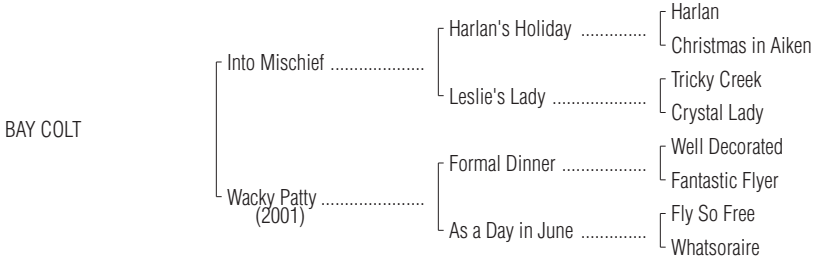 Harlan
Harlan's Holiday ..............
Christmas in Aiken
Into Mischief ....................
Tricky Creek
Leslie's Lady ....................
Crystal Lady
BAY COLT
Well Decorated
Formal Dinner ..................
Fantastic Flyer
Wacky Patty ......................
(2001)
Fly So Free
As a Day in June ..............
Whatsoraire